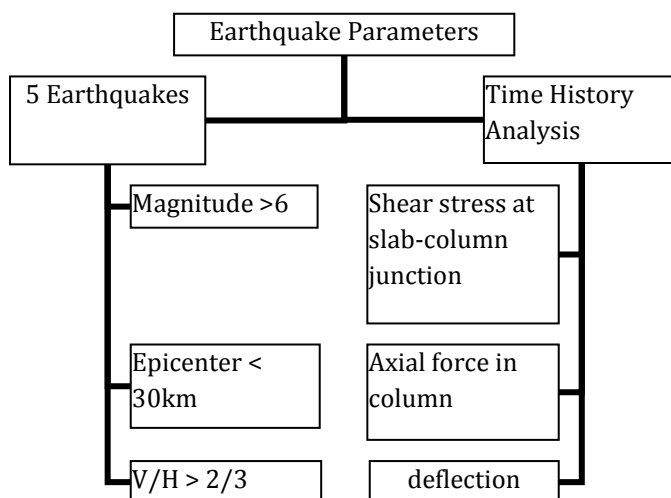 Earthquake Parameters
5 Earthquakes
Time History
Analysis
Magnitude >6
Shear stress at
slab-column
junction
Epicenter <
30km
Axial force in
column
V/H > 2/3
deflection